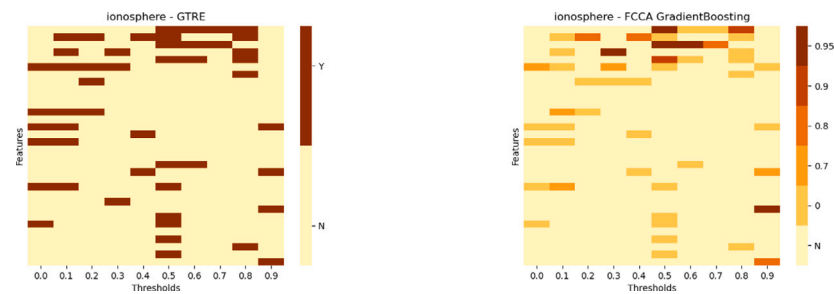 ionosphere - GTRE
Features
Y
N
0.0 0.1 0.2 0.3 0.4 0.5 0.6 0.7 0.8 0.9
Thresholds
ionosphere - FCCA GradientBoosting
Features
0.95
0.9
0.8
0.7
0
N
0.0 0.1 0.2 0.3 0.4 0.5 0.6 0.7 0.8 0.9
Thresholds